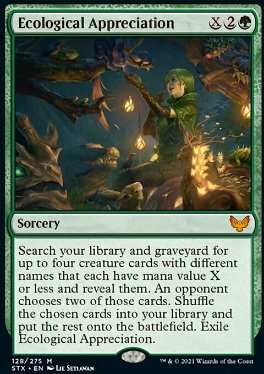 Ecological Appreciation X2
Sorcery
Search your library and graveyard for
up to four creature cards with different
names that each have mana value X
or less and reveal them. An opponent
chooses two of those cards. Shuffle
the chosen cards into your library and
put the rest onto the battlefield. Exile
Ecological Appreciation.
128/275 M
STX • EN Lie Setiawan
™ & © 2021 Wizards of the Coast